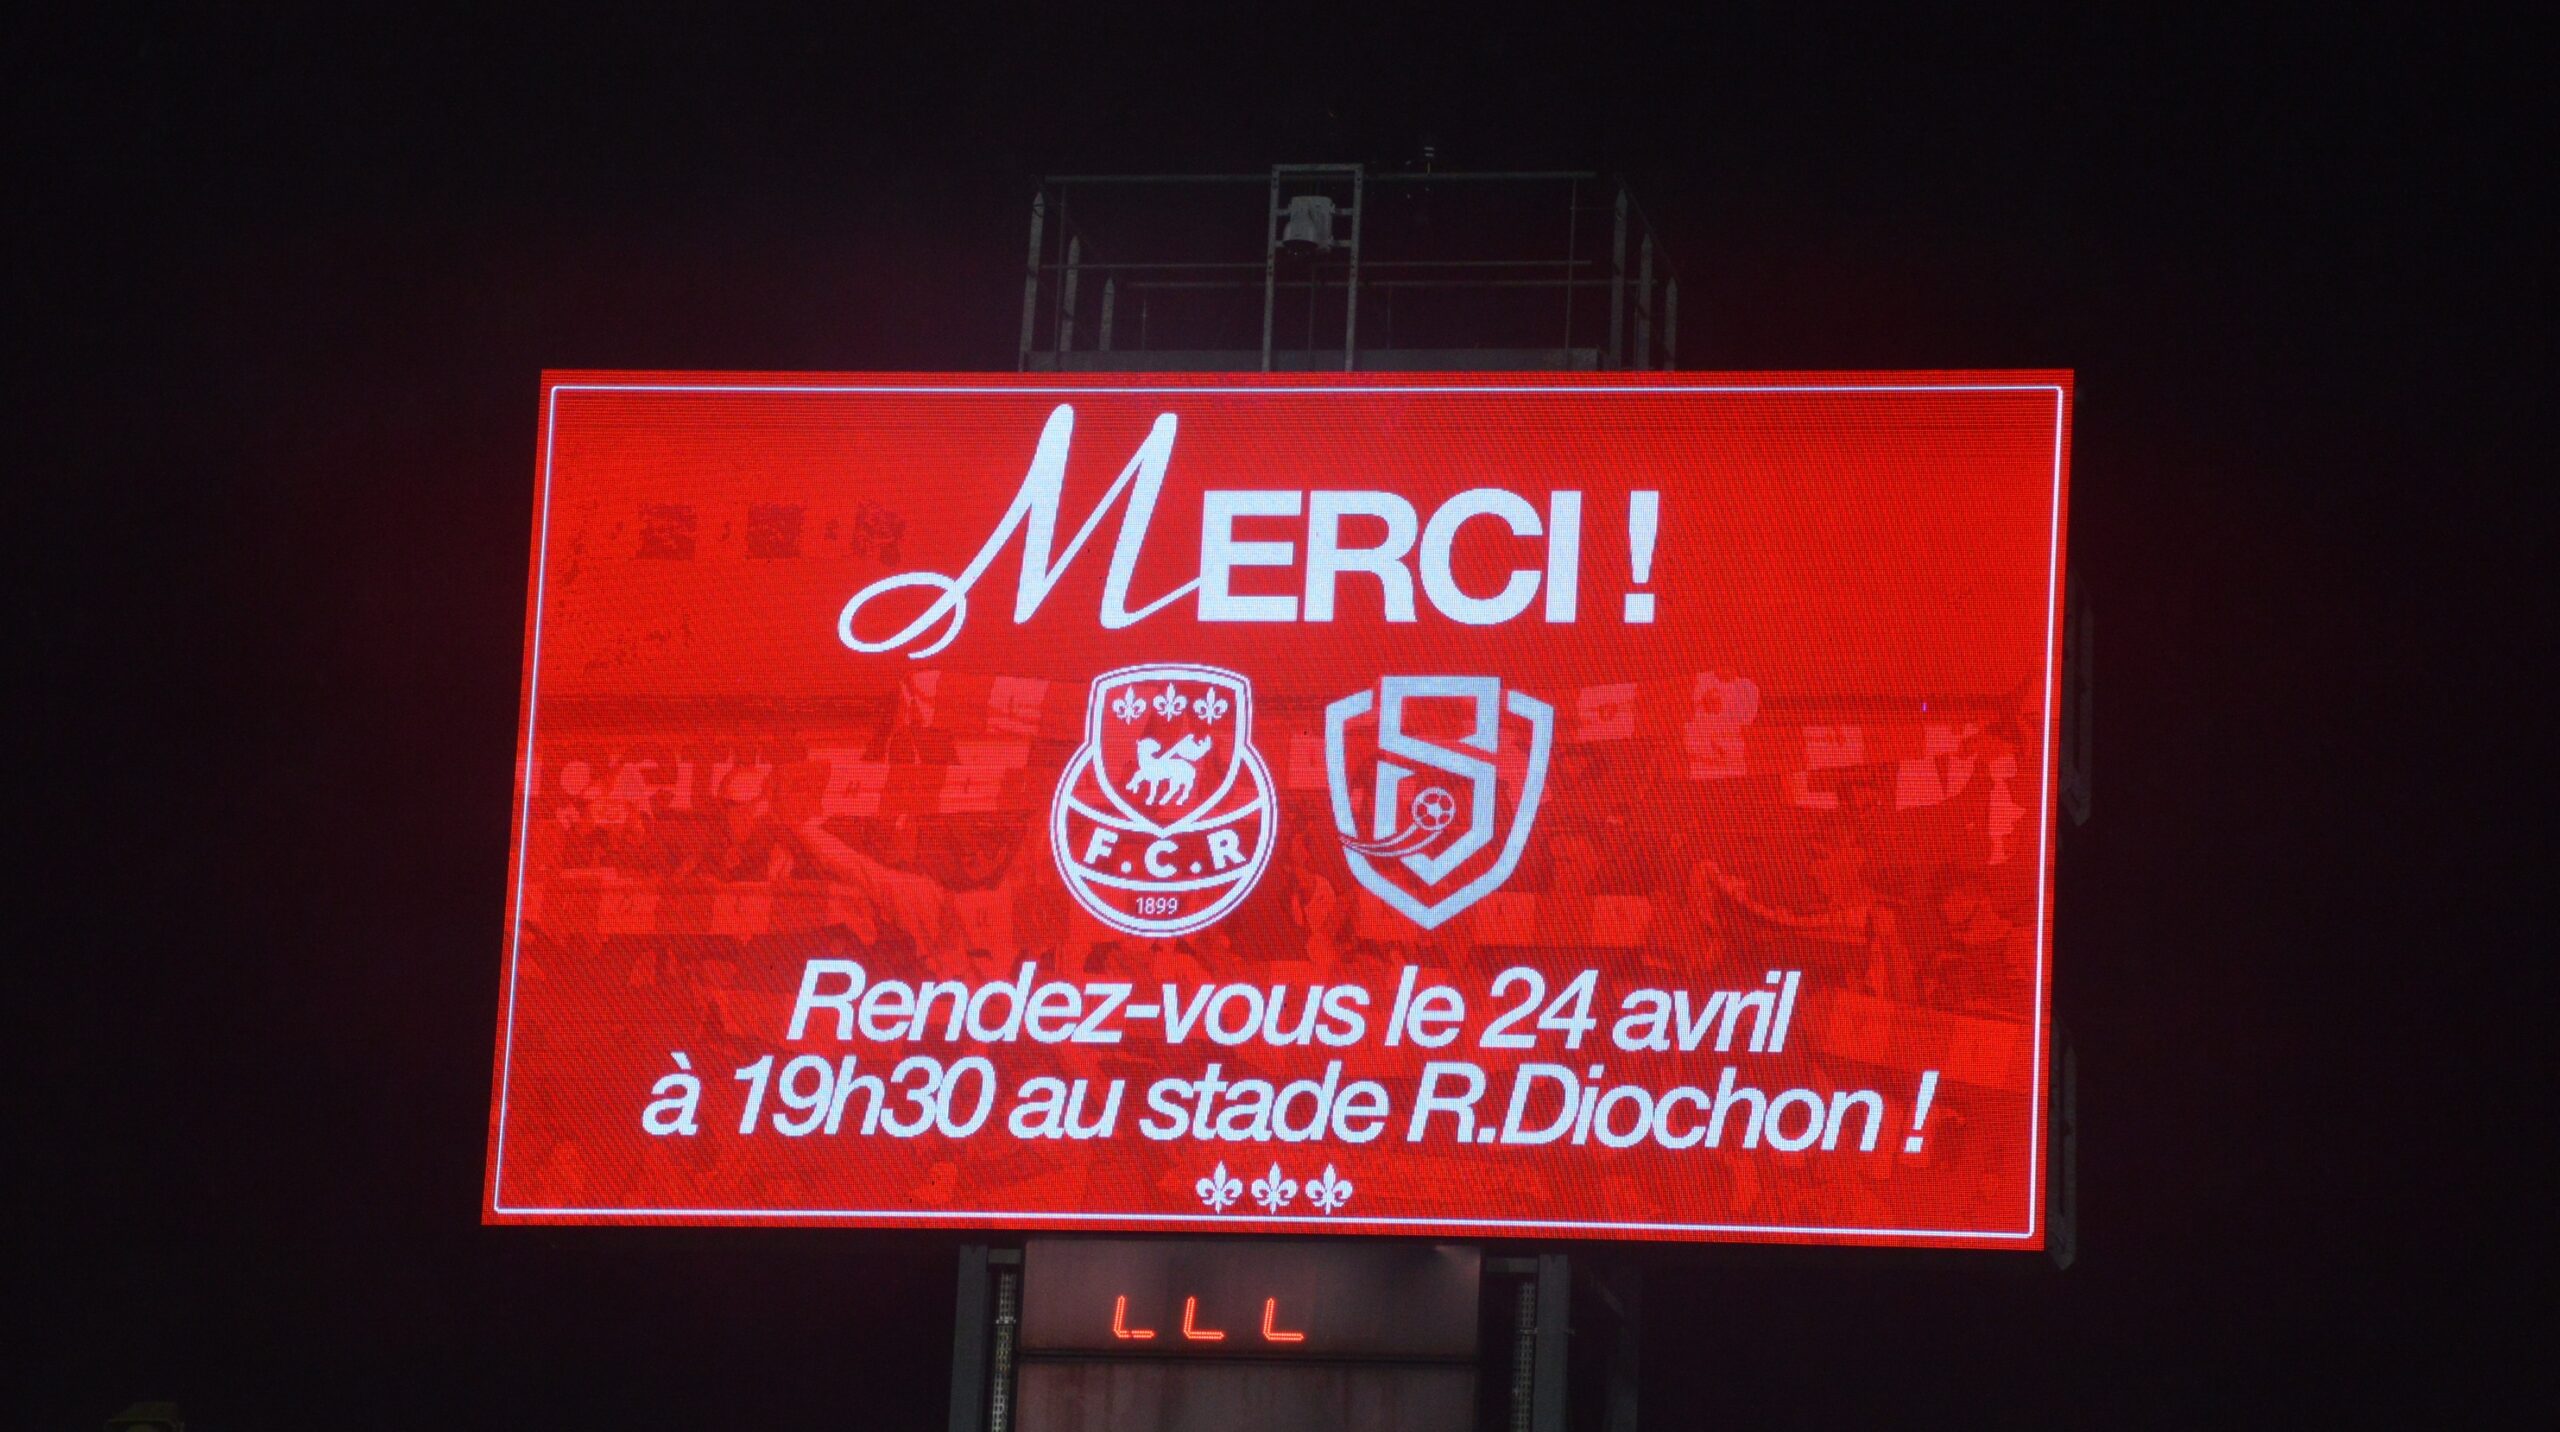 MERCI !
F.C.R
1899
Rendez-vous le 24 avril
à 19h30 au stade R.Diochon !
L L L